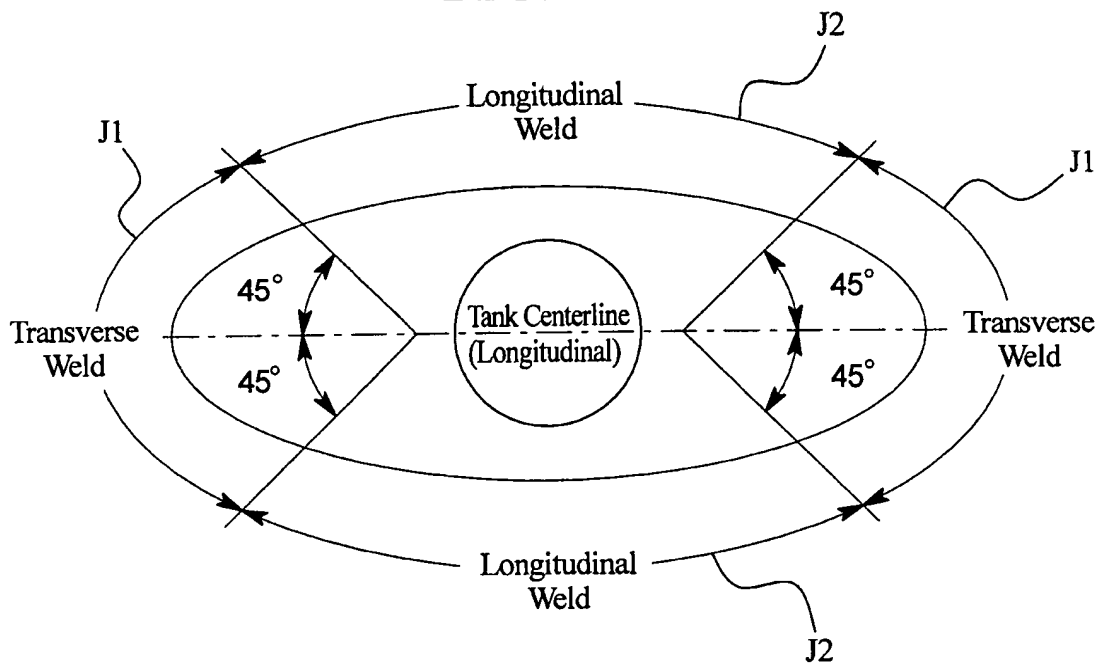 J2
Longitudinal
Weld
J1
J1
45°
45°
Transverse
Weld
Tank Centerline
(Longitudinal)
Transverse
Weld
45°
45°
Longitudinal
Weld
J2